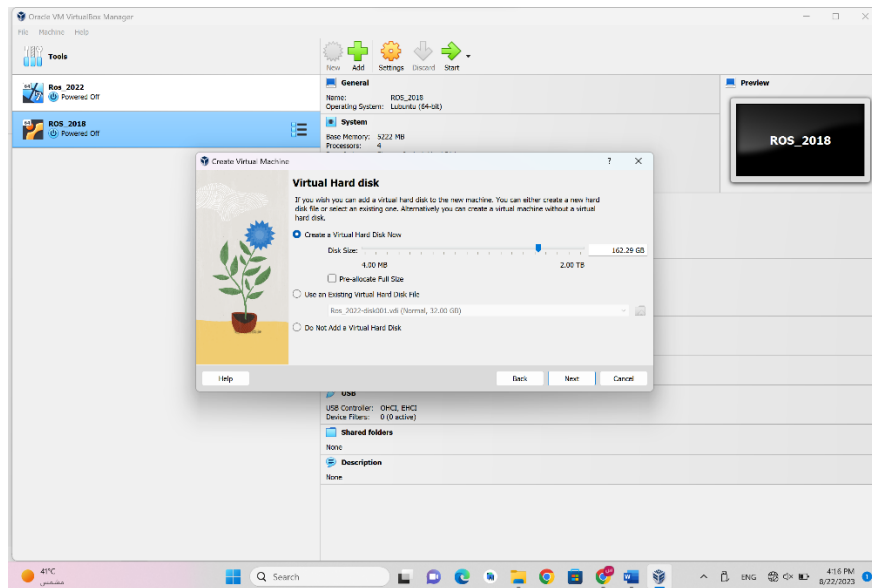 Oracle VM VirtualBox Manager
File Machine Help
Tools
New Add Settings Discard Start
Ros_2022
Powered Off
ROS_2018
Powered Off
General
Name: ROS_2018
Operating System: Lubuntu (64-bit)
System
Base Memory: 5222 MB
Processors: 4
Preview
ROS_2018
Create Virtual Machine
Virtual Hard disk
If you wish you can add a virtual hard disk to the new machine. You can either create a new hard
disk file or select an existing one. Alternatively you can create a virtual machine without a virtual
hard disk.
Create a Virtual Hard Disk Now
Disk Size: 162.29 GB
4.00 MB 2.00 TB
Pre-allocate Full Size
Use an Existing Virtual Hard Disk File
Ros_2022-disk001.vdi (Normal, 32.00 GB)
Do Not Add a Virtual Hard Disk
Help Back Next Cancel
USB
USB Controller: OHCI, EHCI
Device Filters: 0 (0 active)
Shared folders
None
Description
None
41°C
مشمس
Search
ENG
4:16 PM
8/22/2023